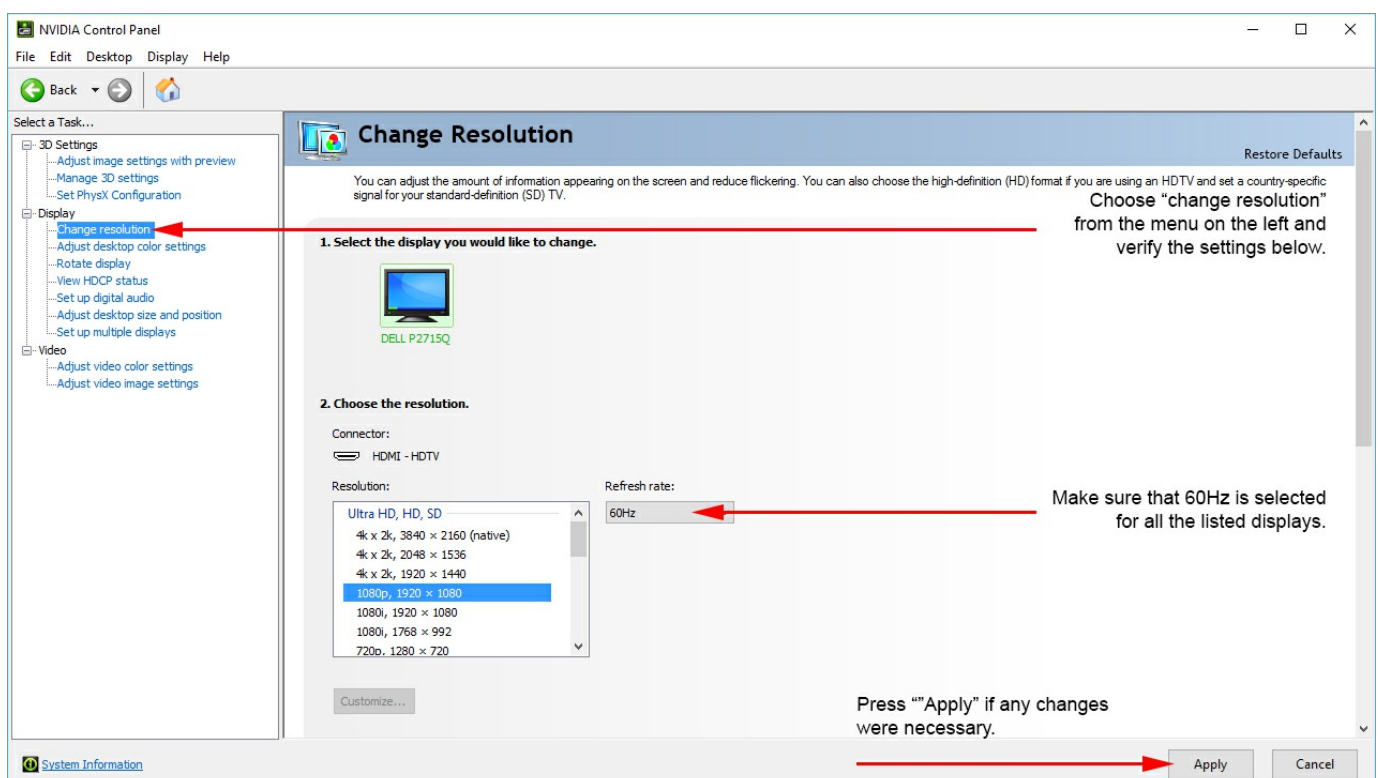 NVIDIA Control Panel
File Edit Desktop Display Help
Back
Select a Task...
3D Settings
Adjust image settings with preview
Manage 3D settings
Set PhysX Configuration
Display
Change resolution
Adjust desktop color settings
Rotate display
View HDCP status
Set up digital audio
Adjust desktop size and position
Set up multiple displays
Video
Adjust video color settings
Adjust video image settings
System Information
Change Resolution
Restore Defaults
You can adjust the amount of information appearing on the screen and reduce flickering. You can also choose the high-definition (HD) format if you are using an HDTV and set a country-specific
signal for your standard-definition (SD) TV.
Choose “change resolution”
from the menu on the left and
verify the settings below.
1. Select the display you would like to change.
DELL P2715Q
2. Choose the resolution.
Connector:
HDMI - HDTV
Resolution:
Ultra HD, HD, SD
4k x 2k, 3840 × 2160 (native)
4k x 2k, 2048 × 1536
4k x 2k, 1920 × 1440
1080p, 1920 × 1080
1080i, 1920 × 1080
1080i, 1768 × 992
720p, 1280 × 720
Refresh rate:
60Hz
Make sure that 60Hz is selected
for all the listed displays.
Customize...
Press “”Apply” if any changes
were necessary.
Apply
Cancel